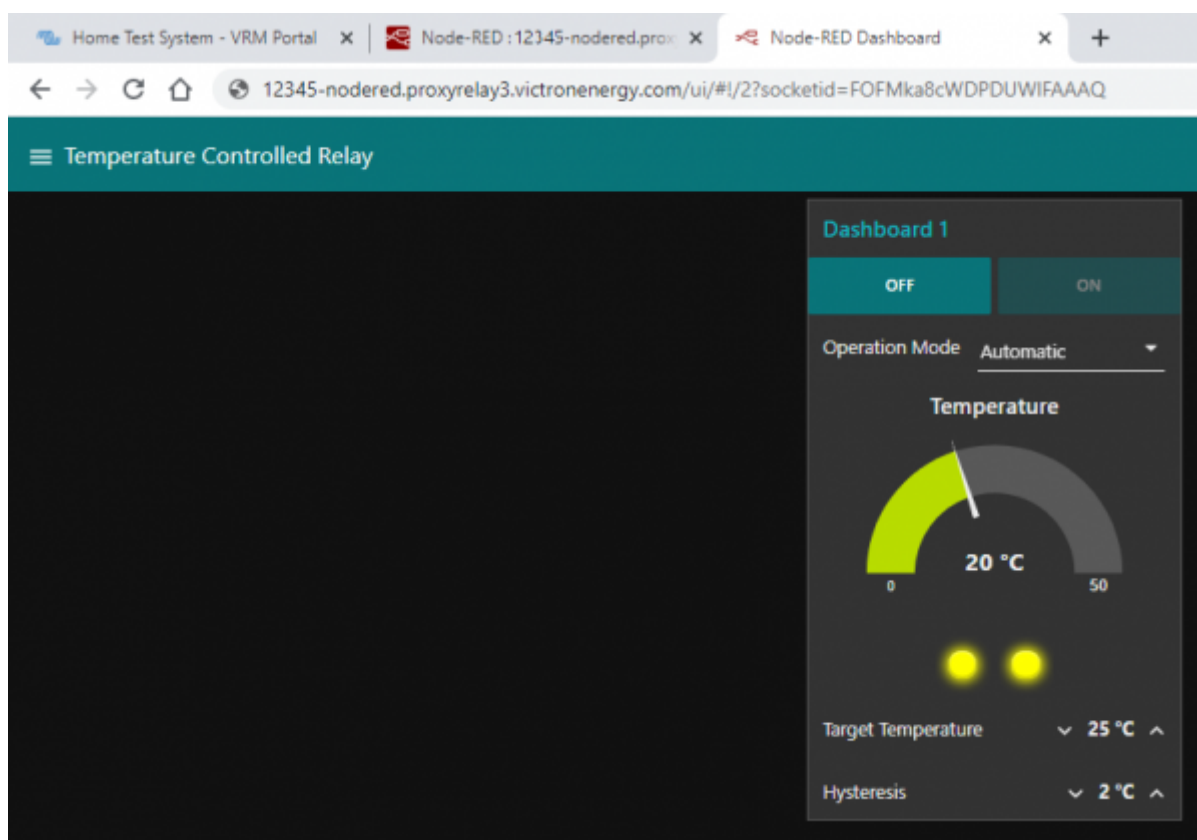 Home Test System - VRM Portal
Node-RED : 12345-nodered.prox
Node-RED Dashboard
12345-nodered.proxyrelay3.victronenergy.com/ui/#!/2?socketid=FOFMka8cWDPDUWIFAAAQ
Temperature Controlled Relay
Dashboard 1
OFF ON
Operation Mode Automatic
Temperature
20 °C
0 50
Target Temperature 25 °C
Hysteresis 2 °C